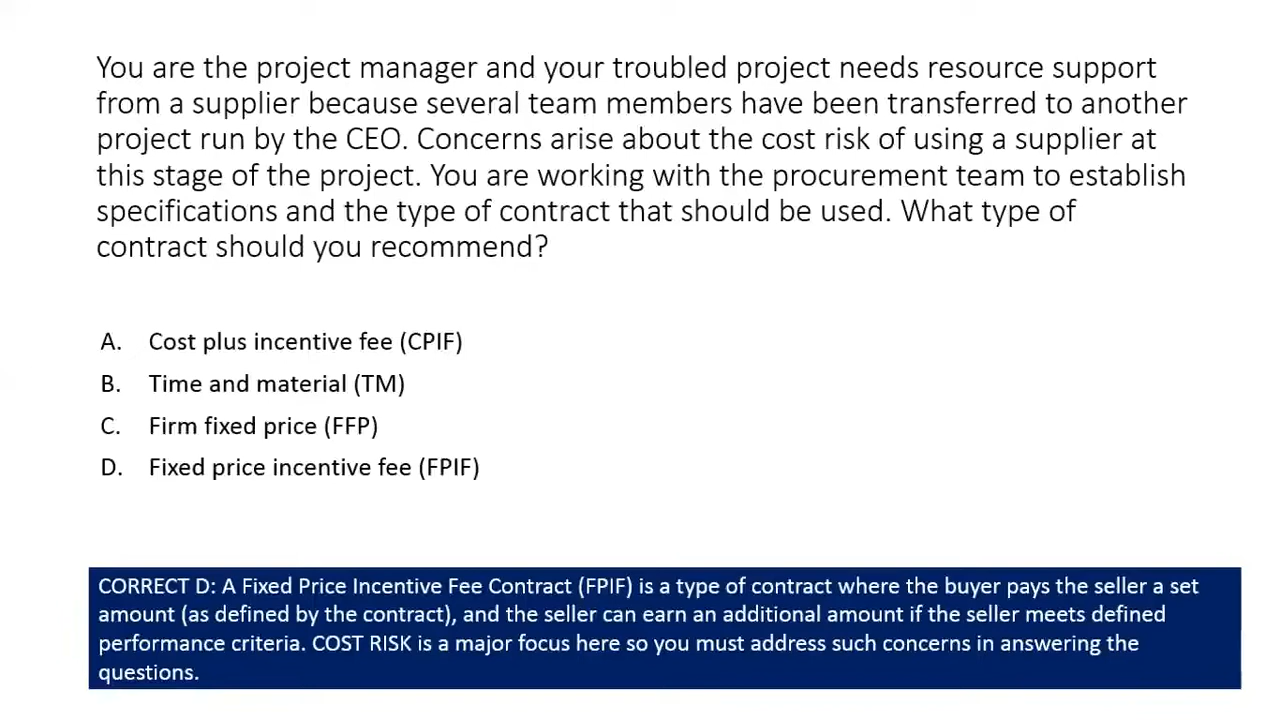 You are the project manager and your troubled project needs resource support
from a supplier because several team members have been transferred to another
project run by the CEO. Concerns arise about the cost risk of using a supplier at
this stage of the project. You are working with the procurement team to establish
specifications and the type of contract that should be used. What type of
contract should you recommend?
A. Cost plus incentive fee (CPIF)
B. Time and material (TM)
C. Firm fixed price (FFP)
D. Fixed price incentive fee (FPIF)
CORRECT D: A Fixed Price Incentive Fee Contract (FPIF) is a type of contract where the buyer pays the seller a set
amount (as defined by the contract), and the seller can earn an additional amount if the seller meets defined
performance criteria. COST RISK is a major focus here so you must address such concerns in answering the
questions.